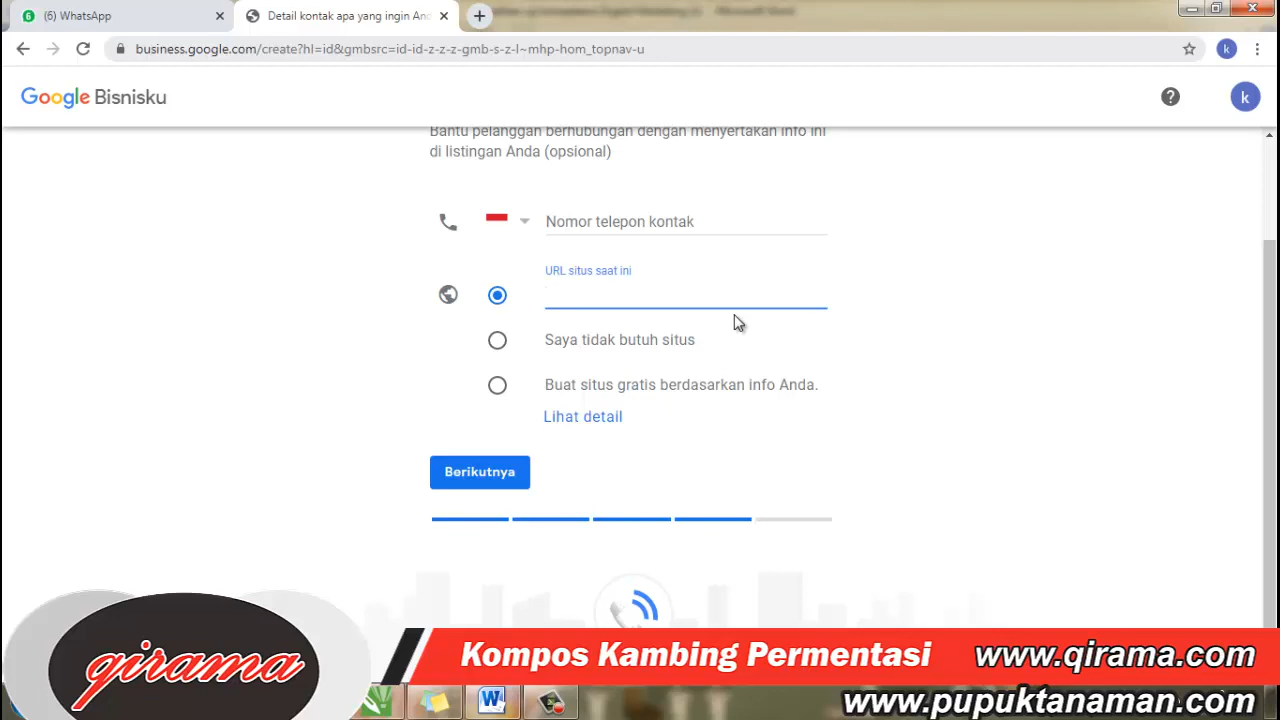 (6) WhatsApp
Detail kontak apa yang ingin And
business.google.com/create?hl=id&gmbsrc=id-id-z-z-z-gmb-s-z-l~mhp-hom_topnav-u
k
Google Bisnisku
k
Bantu pelanggan berhubungan dengan menyertakan info ini
di listingan Anda (opsional)
Nomor telepon kontak
URL situs saat ini
Saya tidak butuh situs
Buat situs gratis berdasarkan info Anda.
Lihat detail
Berikutnya
qirama
Kompos Kambing Permentasi
www.qirama.com
www.pupuktanaman.com